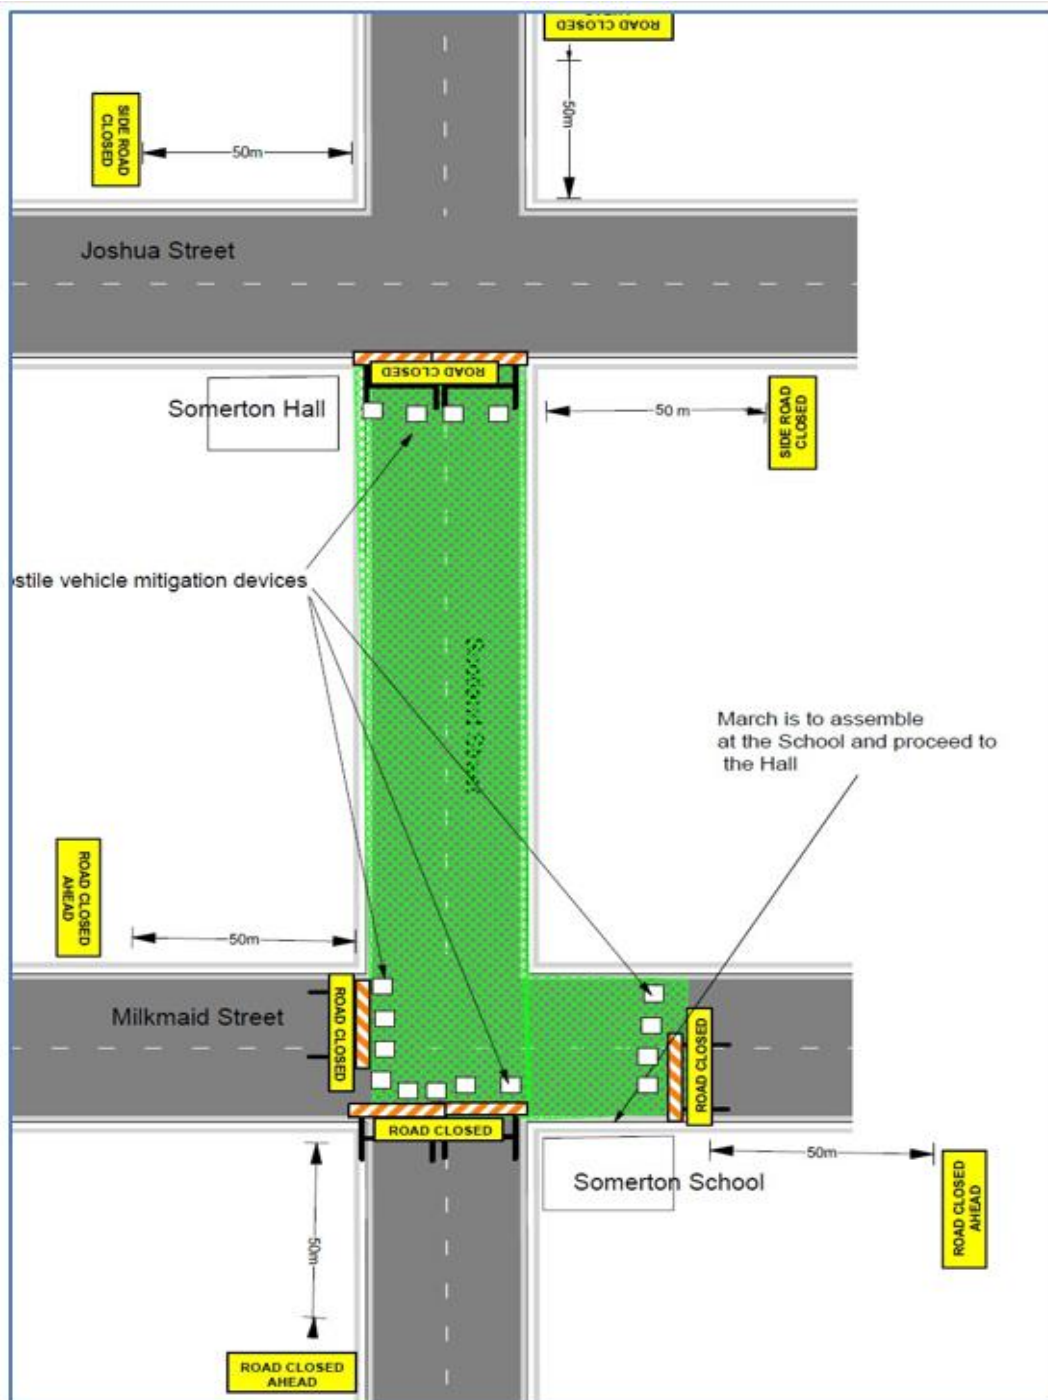 ROAD CLOSED
50m
SIDE ROAD
CLOSED
50m
Joshua Street
ROAD CLOSED
Somerton Hall
50 m
SIDE ROAD
CLOSED
stile vehicle mitigation devices
March is to assemble
at the School and proceed to
the Hall
ROAD CLOSED
AHEAD
50m
Milkmaid Street
ROAD CLOSED
ROAD CLOSED
ROAD CLOSED
Somerton School
50m
ROAD CLOSED
AHEAD
50m
ROAD CLOSED
AHEAD